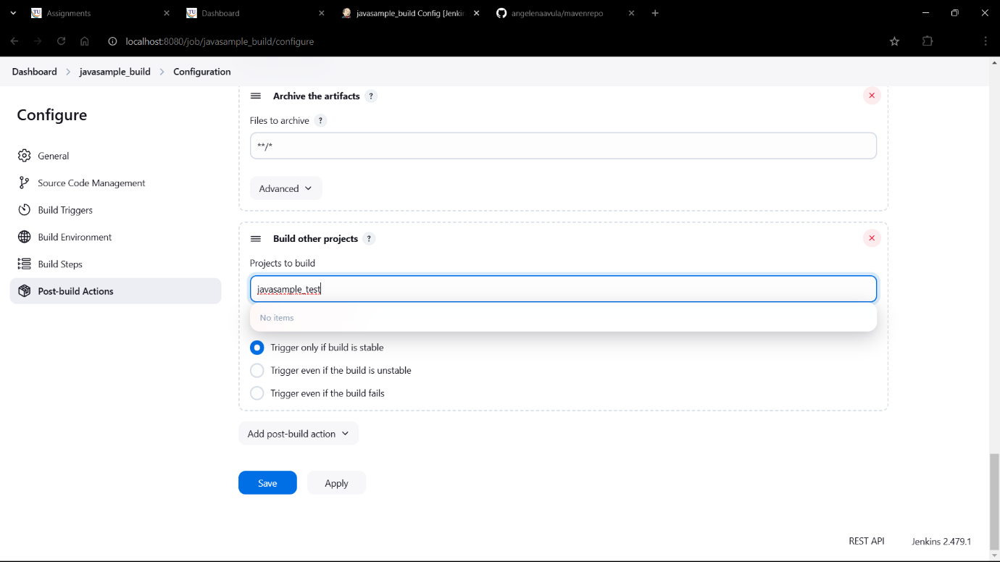 Assignments
Dashboard
javasample_build Config [Jenki
angelenaavula/mavenrepo
localhost:8080/job/javasample_build/configure
Dashboard > javasample_build > Configuration
Configure
General
Source Code Management
Build Triggers
Build Environment
Build Steps
Post-build Actions
Archive the artifacts ?
Files to archive ?
**/*
Advanced
Build other projects ?
Projects to build
javasample_test
No items
Trigger only if build is stable
Trigger even if the build is unstable
Trigger even if the build fails
Add post-build action
Save
Apply
REST API
Jenkins 2.479.1